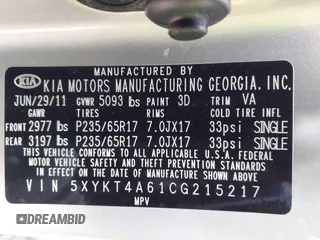 KIA KIA MOTORS MANUFACTURING GEORGIA, INC.
JUN/29/11 GVWR 5093 lbs PAINT 3D TRIM VA
GAWR TIRES RIMS COLD TIRE INFL
FRONT 2977 lbs P235/65R17 7.0JX17 33psi SINGLE
REAR 3197 lbs P235/65R17 7.0JX17 33psi SINGLE
THIS VEHICLE CONFORMS TO ALL APPLICABLE U.S.A. FEDERAL
MOTOR VEHICLE SAFETY AND THEFT PREVENTION STANDARDS
IN EFFECT ON THE DATE OF MANUFACTURE SHOWN ABOVE.
VIN 5XYKT4A61CG215217
MPV
DREAMBID